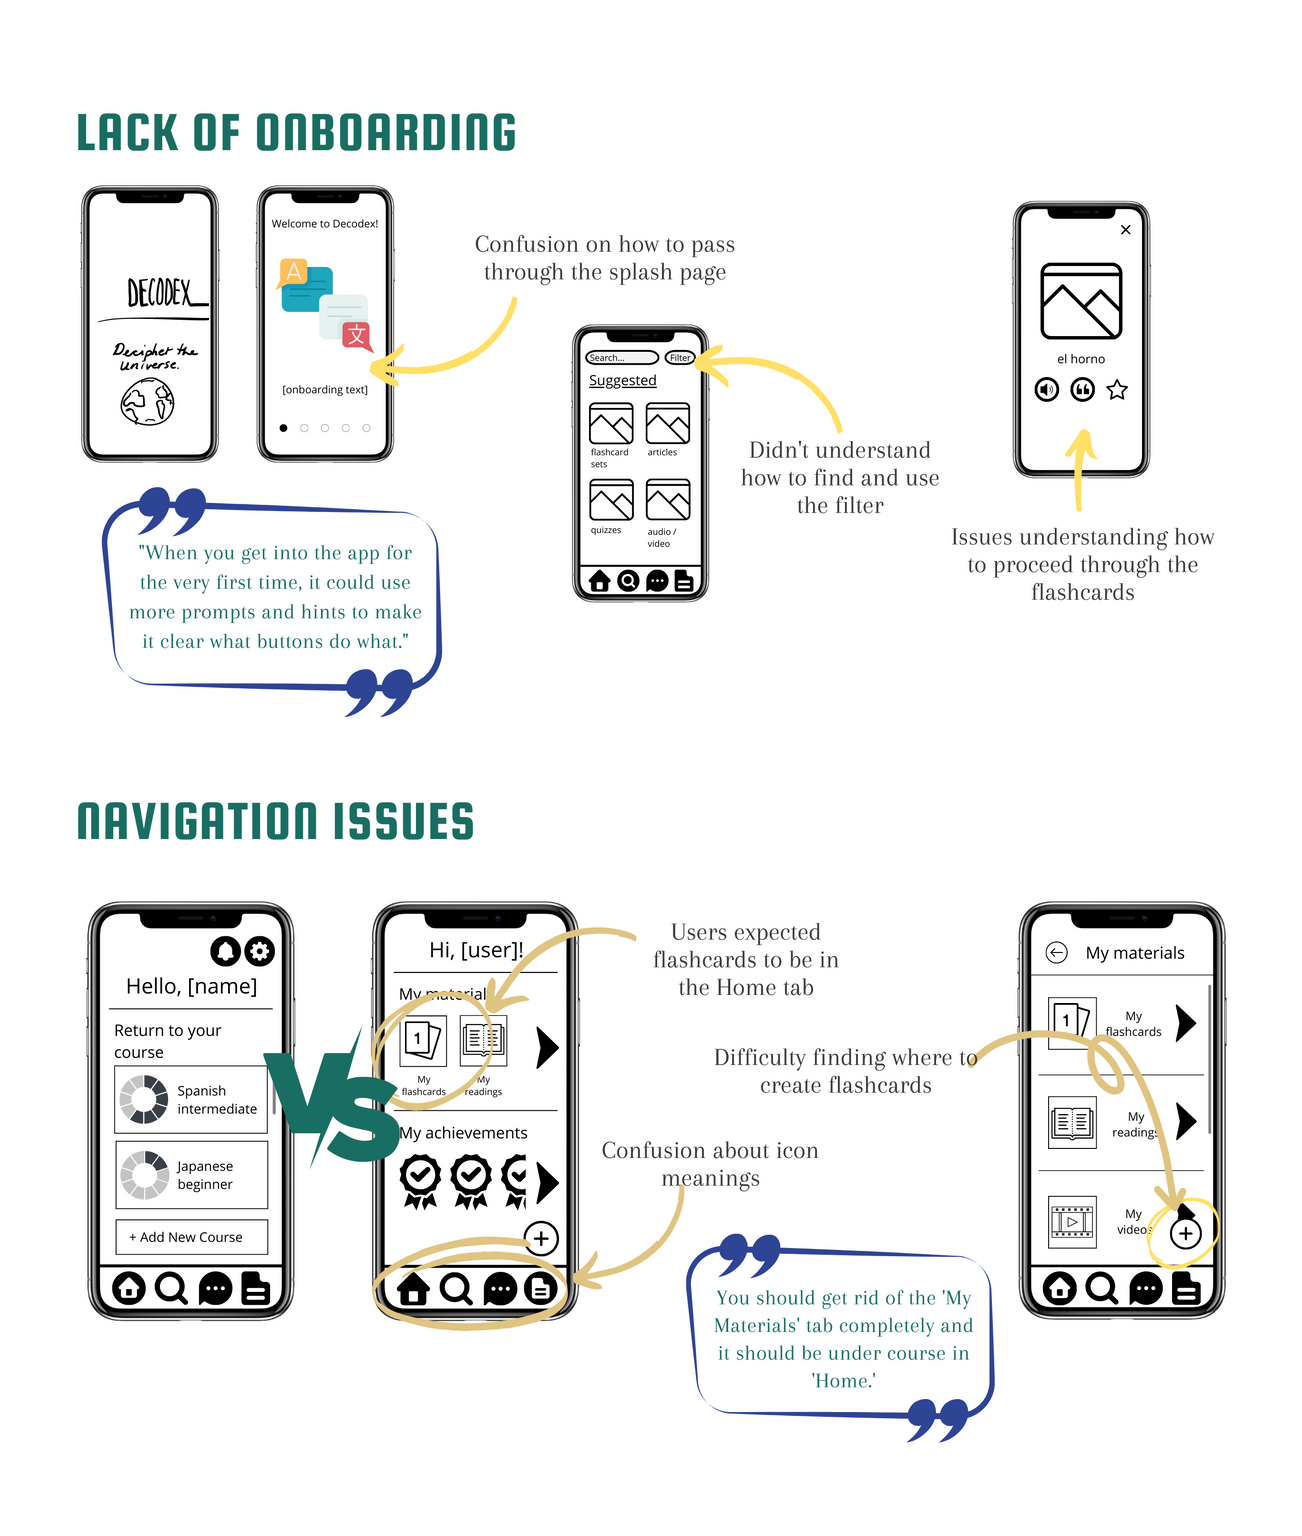 LACK OF ONBOARDING
DECODEX
Decipher the
universe.
Welcome to Decodex!
A
文
[onboarding text]
Confusion on how to pass
through the splash page
Search...
Filter
Suggested
flashcard
sets
articles
quizzes
audio /
video
Didn't understand
how to find and use
the filter
el horno
Issues understanding how
to proceed through the
flashcards
"When you get into the app for
the very first time, it could use
more prompts and hints to make
it clear what buttons do what."
NAVIGATION ISSUES
Hello, [name]
Return to your
course
Spanish
intermediate
Japanese
beginner
+ Add New Course
VS
Hi, [user]!
My materials
1
My
flashcards
My
readings
My achievements
Users expected
flashcards to be in
the Home tab
Difficulty finding where to
create flashcards
Confusion about icon
meanings
My materials
1
My
flashcards
My
readings
My
videos
You should get rid of the 'My
Materials' tab completely and
it should be under course in
'Home.'